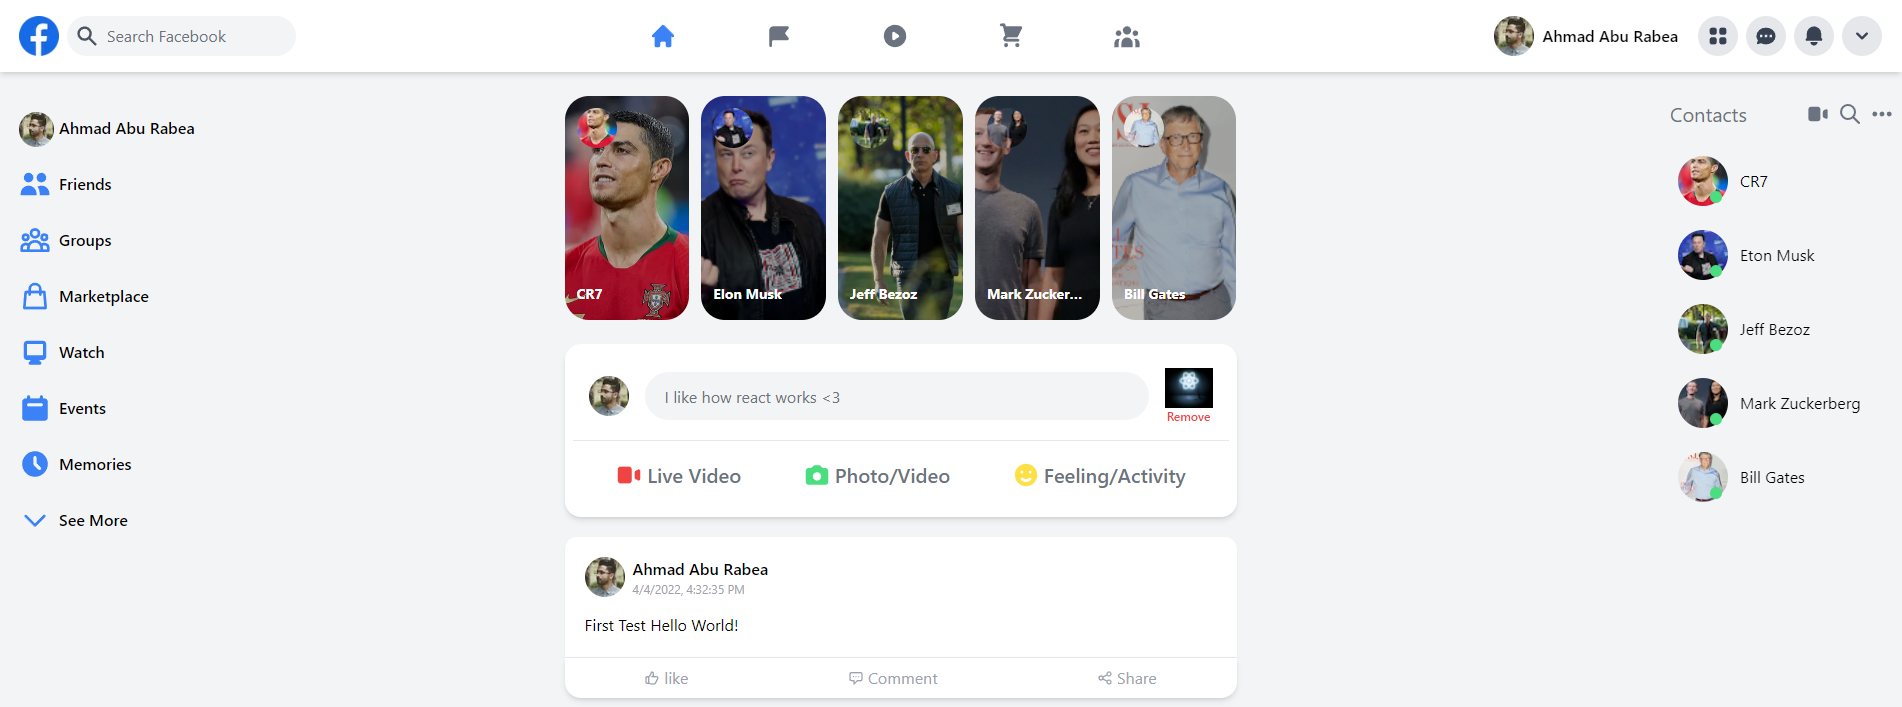 Search Facebook
Ahmad Abu Rabea
Ahmad Abu Rabea
Friends
Groups
Marketplace
Watch
Events
Memories
See More
CR7
Elon Musk
Jeff Bezoz
Mark Zucker...
Bill Gates
I like how react works <3
Remove
Live Video
Photo/Video
Feeling/Activity
Ahmad Abu Rabea
4/4/2022, 4:32:35 PM
First Test Hello World!
like
Comment
Share
Contacts
CR7
Eton Musk
Jeff Bezoz
Mark Zuckerberg
Bill Gates